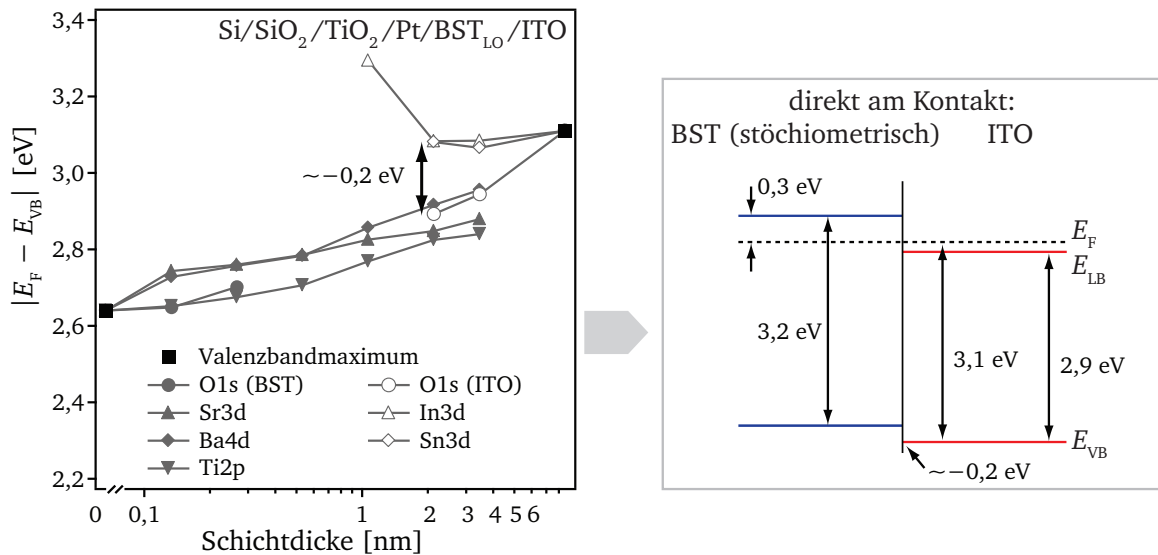 Si/SiO2/TiO2/Pt/BSTLO/ITO
|EF − EVB| [eV]
3,4
3,2
3,0
2,8
2,6
2,4
2,2
~−0,2 eV
Valenzbandmaximum
O1s (BST)
O1s (ITO)
Sr3d
In3d
Ba4d
Sn3d
Ti2p
0 0,1 1 2 3 4 5 6
Schichtdicke [nm]
direkt am Kontakt:
BST (stöchiometrisch) ITO
0,3 eV
EF
ELB
3,2 eV
3,1 eV
2,9 eV
EVB
~−0,2 eV